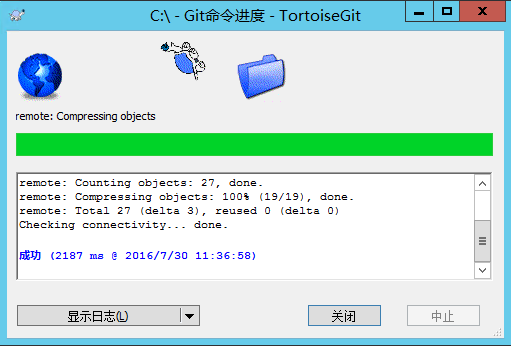 C:\ - Git命令进度 - TortoiseGit
remote: Compressing objects
remote: Counting objects: 27, done.
remote: Compressing objects: 100% (19/19), done.
remote: Total 27 (delta 3), reused 0 (delta 0)
Checking connectivity... done.
成功 (2187 ms @ 2016/7/30 11:36:58)
显示日志(L) 关闭 中止